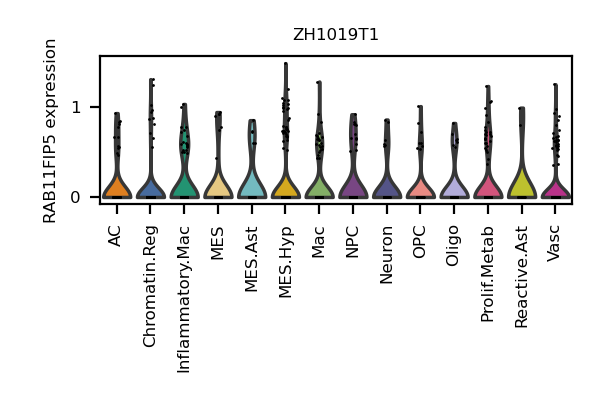 ZH1019T1
RAB11FIP5 expression
1
0
AC
Chromatin.Reg
Inflammatory.Mac
MES
MES.Ast
MES.Hyp
Mac
NPC
Neuron
OPC
Oligo
Prolif.Metab
Reactive.Ast
Vasc